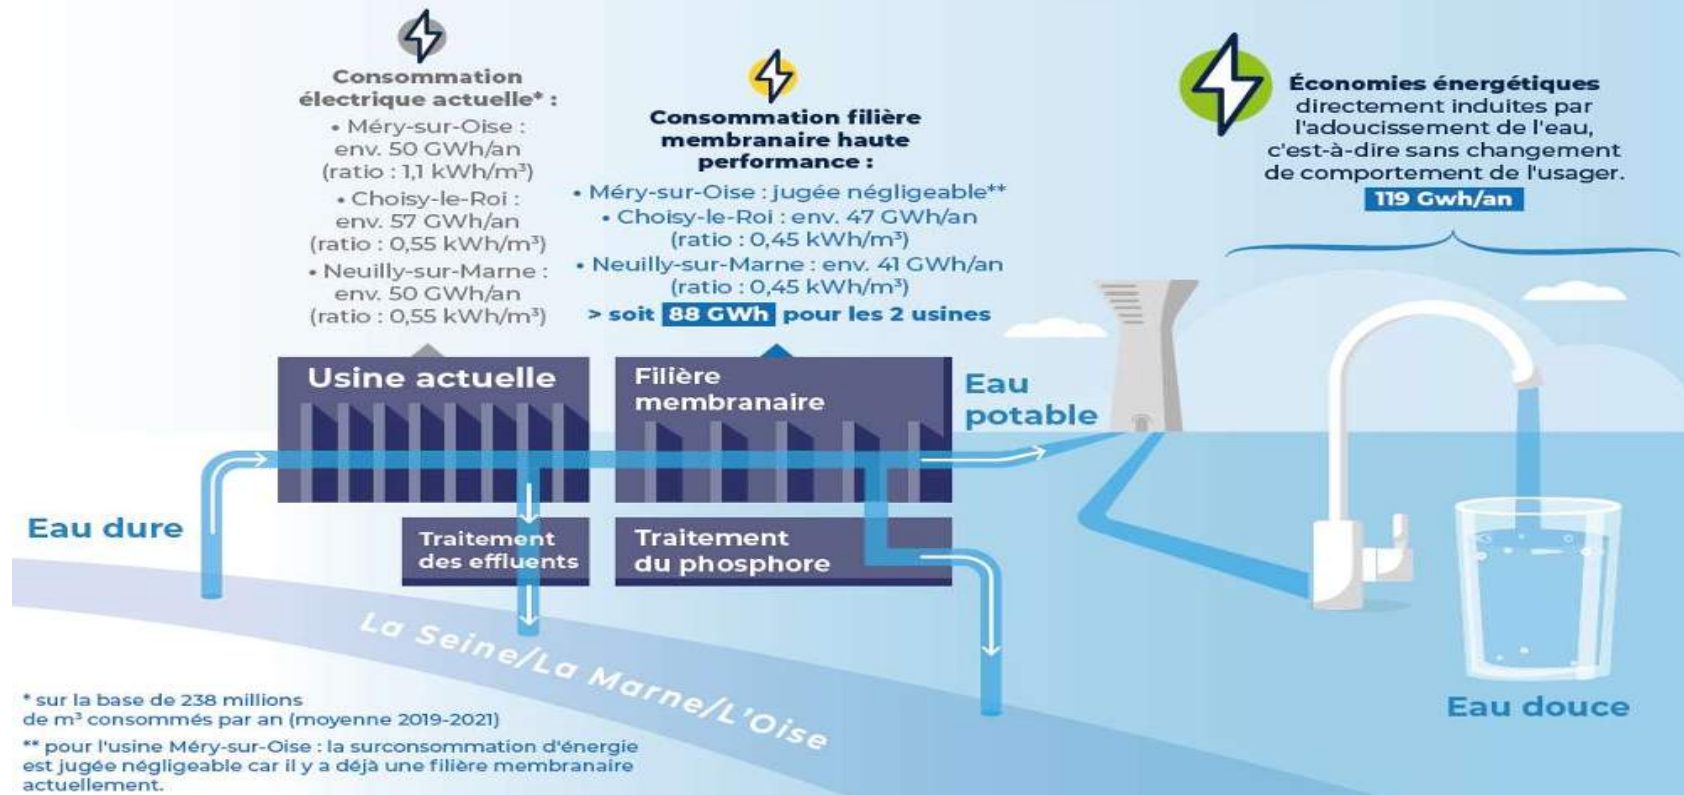 Consommation
électrique actuelle* :
• Méry-sur-Oise :
env. 50 GWh/an
(ratio : 1,1 kWh/m³)
• Choisy-le-Roi :
env. 57 GWh/an
(ratio : 0,55 kWh/m³)
• Neuilly-sur-Marne :
env. 50 GWh/an
(ratio : 0,55 kWh/m³)
Consommation filière
membranaire haute
performance :
• Méry-sur-Oise : jugée négligeable**
• Choisy-le-Roi : env. 47 GWh/an
(ratio : 0,45 kWh/m³)
• Neuilly-sur-Marne : env. 41 GWh/an
(ratio : 0,45 kWh/m³)
> soit 88 GWh pour les 2 usines
Économies énergétiques
directement induites par
l'adoucissement de l'eau,
c'est-à-dire sans changement
de comportement de l'usager.
119 Gwh/an
Usine actuelle
Filière
membranaire
Eau
potable
Eau dure
Traitement
des effluents
Traitement
du phosphore
La Seine/La Marne/L'Oise
Eau douce
* sur la base de 238 millions
de m³ consommés par an (moyenne 2019-2021)
** pour l'usine Méry-sur-Oise : la surconsommation d'énergie
est jugée négligeable car il y a déjà une filière membranaire
actuellement.